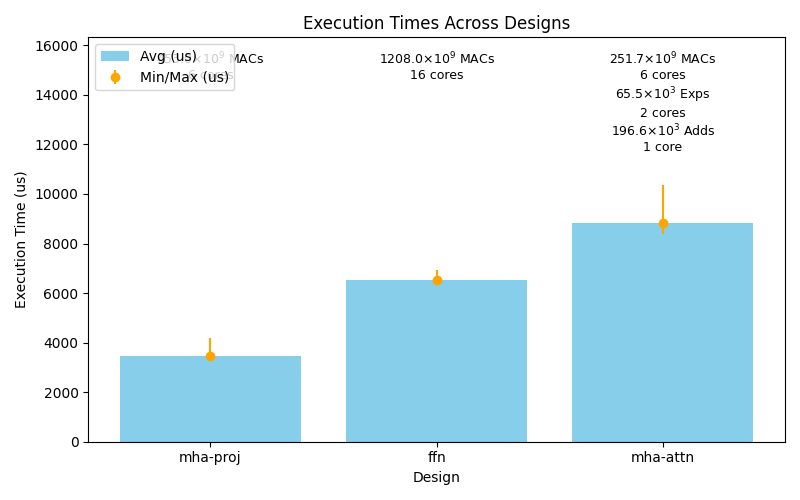 Execution Times Across Designs
Avg (us)
Min/Max (us)
×10⁹ MACs
cores
1208.0×10⁹ MACs
16 cores
251.7×10⁹ MACs
6 cores
65.5×10³ Exps
2 cores
196.6×10³ Adds
1 core
Execution Time (us)
16000
14000
12000
10000
8000
6000
4000
2000
0
mha-proj
ffn
mha-attn
Design